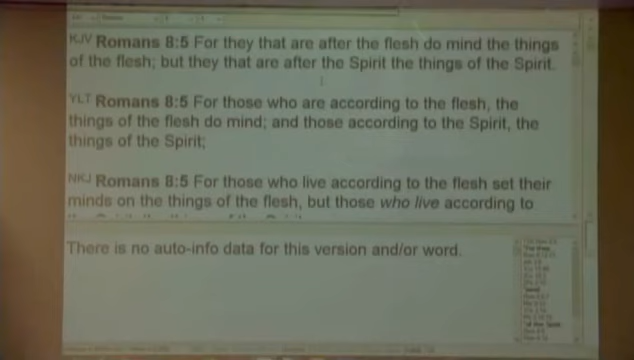 KJV Romans 8:5 For they that are after the flesh do mind the things
of the flesh; but they that are after the Spirit the things of the Spirit.
YLT Romans 8:5 For those who are according to the flesh, the
things of the flesh do mind; and those according to the Spirit, the
things of the Spirit;
NKJ Romans 8:5 For those who live according to the flesh set their
minds on the things of the flesh, but those who live according to
There is no auto-info data for this version and/or word.